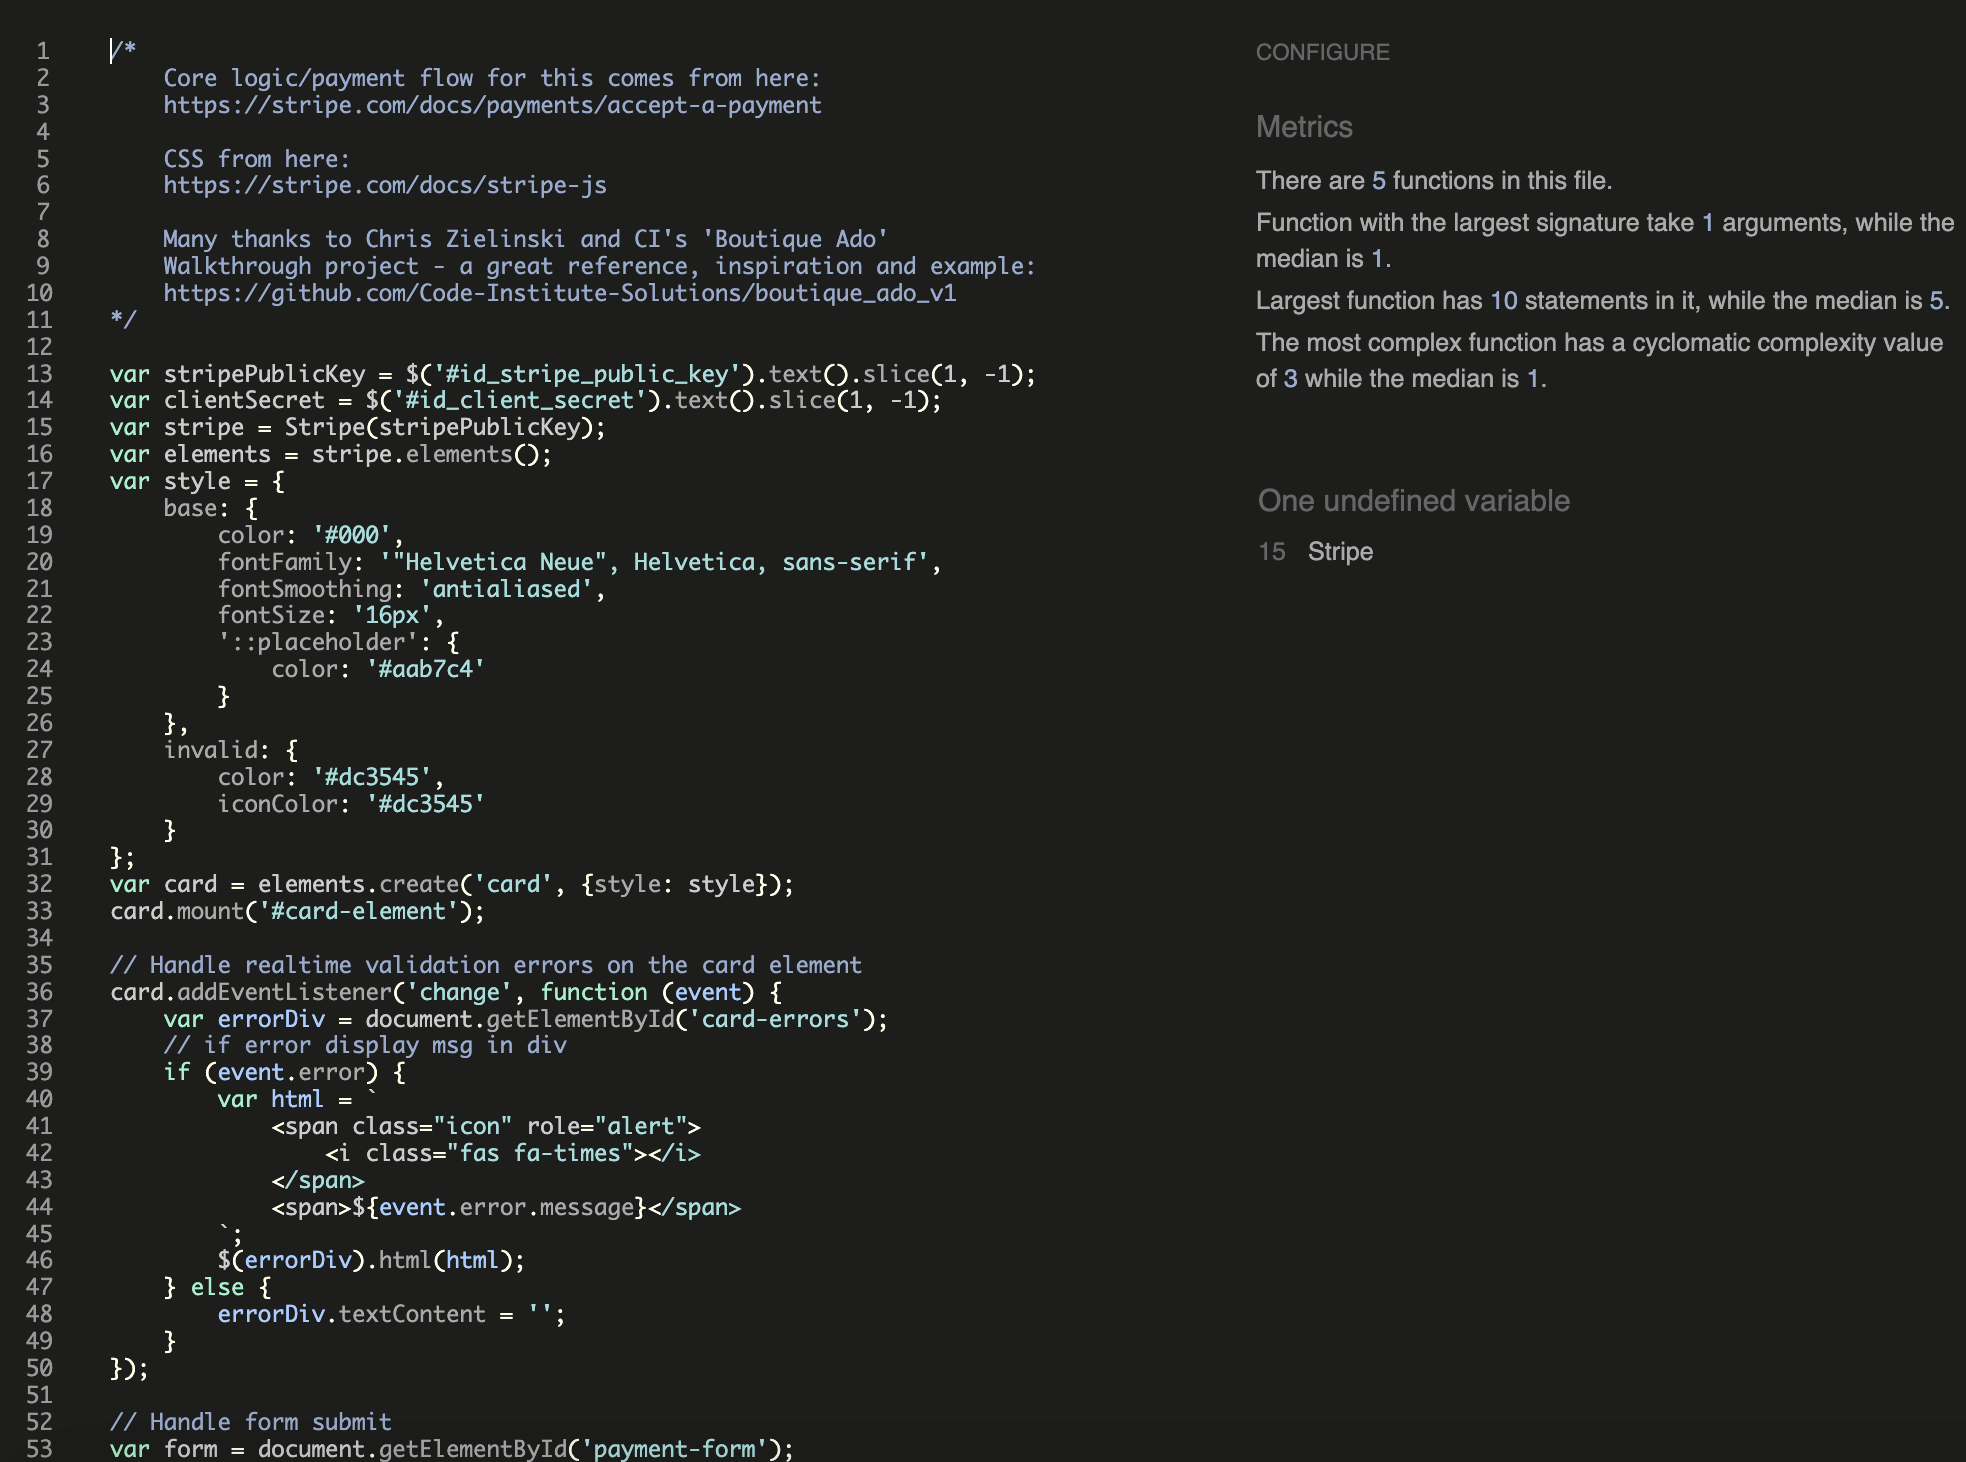 1 /*
2 Core logic/payment flow for this comes from here:
3 https://stripe.com/docs/payments/accept-a-payment
4
5 CSS from here:
6 https://stripe.com/docs/stripe-js
7
8 Many thanks to Chris Zielinski and CI's 'Boutique Ado'
9 Walkthrough project - a great reference, inspiration and example:
10 https://github.com/Code-Institute-Solutions/boutique_ado_v1
11 */
12
13 var stripePublicKey = $('#id_stripe_public_key').text().slice(1, -1);
14 var clientSecret = $('#id_client_secret').text().slice(1, -1);
15 var stripe = Stripe(stripePublicKey);
16 var elements = stripe.elements();
17 var style = {
18 base: {
19 color: '#000',
20 fontFamily: '"Helvetica Neue", Helvetica, sans-serif',
21 fontSmoothing: 'antialiased',
22 fontSize: '16px',
23 '::placeholder': {
24 color: '#aab7c4'
25 }
26 },
27 invalid: {
28 color: '#dc3545',
29 iconColor: '#dc3545'
30 }
31 };
32 var card = elements.create('card', {style: style});
33 card.mount('#card-element');
34
35 // Handle realtime validation errors on the card element
36 card.addEventListener('change', function (event) {
37 var errorDiv = document.getElementById('card-errors');
38 // if error display msg in div
39 if (event.error) {
40 var html = `
41 <span class="icon" role="alert">
42 <i class="fas fa-times"></i>
43 </span>
44 <span>${event.error.message}</span>
45 `;
46 $(errorDiv).html(html);
47 } else {
48 errorDiv.textContent = '';
49 }
50 });
51
52 // Handle form submit
53 var form = document.getElementById('payment-form');
CONFIGURE
Metrics
There are 5 functions in this file.
Function with the largest signature take 1 arguments, while the
median is 1.
Largest function has 10 statements in it, while the median is 5.
The most complex function has a cyclomatic complexity value
of 3 while the median is 1.
One undefined variable
15 Stripe